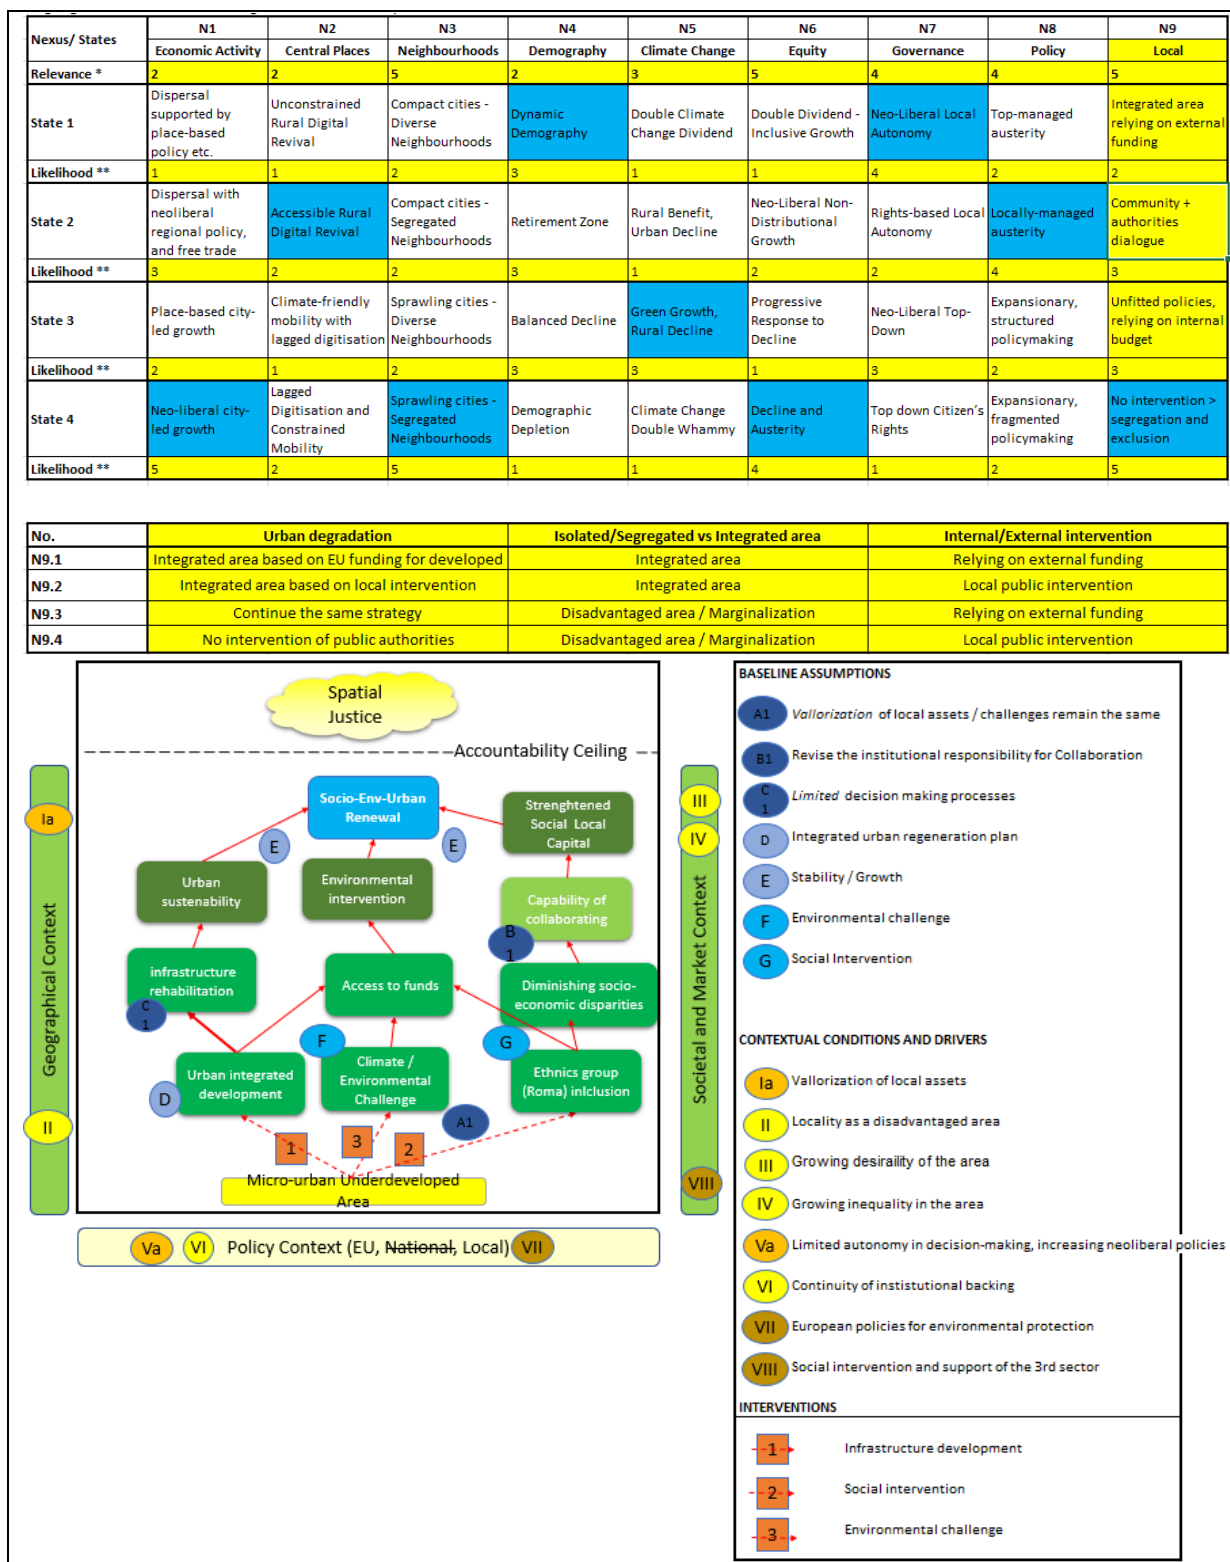 Nexus/ States N1 N2 N3 N4 N5 N6 N7 N8 N9
Economic Activity Central Places Neighbourhoods Demography Climate Change Equity Governance Policy Local
Relevance * 2 2 5 2 3 5 4 4 5
State 1
Dispersal
supported by
place-based
policy etc.
Unconstrained
Rural Digital
Revival
Compact cities -
Diverse
Neighbourhoods
Dynamic
Demography
Double Climate
Change Dividend
Double Dividend -
Inclusive Growth
Neo-Liberal Local
Autonomy
Top-managed
austerity
Integrated area
relying on external
funding
Likelihood ** 1 1 2 3 1 1 4 2 2
State 2
Dispersal with
neoliberal
regional policy,
and free trade
Accessible Rural
Digital Revival
Compact cities -
Segregated
Neighbourhoods
Retirement Zone
Rural Benefit,
Urban Decline
Neo-Liberal Non-
Distributional
Growth
Rights-based Local
Autonomy
Locally-managed
austerity
Community +
authorities
dialogue
Likelihood ** 3 2 2 3 1 2 2 4 3
State 3
Place-based city-
led growth
Climate-friendly
mobility with
lagged digitisation
Sprawling cities -
Diverse
Neighbourhoods
Balanced Decline
Green Growth,
Rural Decline
Progressive
Response to
Decline
Neo-Liberal Top-
Down
Expansionary,
structured
policymaking
Unfitted policies,
relying on internal
budget
Likelihood ** 2 1 2 3 3 1 3 2 3
State 4
Neo-liberal city-
led growth
Lagged
Digitisation and
Constrained
Mobility
Sprawling cities -
Segregated
Neighbourhoods
Demographic
Depletion
Climate Change
Double Whammy
Decline and
Austerity
Top down Citizen's
Rights
Expansionary,
fragmented
policymaking
No intervention >
segregation and
exclusion
Likelihood ** 5 2 5 1 1 4 1 2 5
No. Urban degradation Isolated/Segregated vs Integrated area Internal/External intervention
N9.1 Integrated area based on EU funding for developed Integrated area Relying on external funding
N9.2 Integrated area based on local intervention Integrated area Local public intervention
N9.3 Continue the same strategy Disadvantaged area / Marginalization Relying on external funding
N9.4 No intervention of public authorities Disadvantaged area / Marginalization Local public intervention
Spatial
Justice
Accountability Ceiling
Geographical Context
Ia
II
Socio-Env-Urban
Renewal
Strenghtened
Social Local
Capital
E
E
Urban
sustenability
Environmental
intervention
Capability of
collaborating
B
1
infrastructure
rehabilitation
Access to funds
Diminishing socio-
economic disparities
C
1
F
G
Urban integrated
development
Climate /
Environmental
Challenge
Ethnics group
(Roma) inlclusion
D
A1
1
3
2
Micro-urban Underdeveloped
Area
Societal and Market Context
III
IV
VIII
Va VI Policy Context (EU, National, Local) VII
BASELINE ASSUMPTIONS
A1 Vallorization of local assets / challenges remain the same
B1 Revise the institutional responsibility for Collaboration
C
1 Limited decision making processes
D Integrated urban regeneration plan
E Stability / Growth
F Environmental challenge
G Social Intervention
CONTEXTUAL CONDITIONS AND DRIVERS
Ia Vallorization of local assets
II Locality as a disadvantaged area
III Growing desiraility of the area
IV Growing inequality in the area
Va Limited autonomy in decision-making, increasing neoliberal policies
VI Continuity of instistutional backing
VII European policies for environmental protection
VIII Social intervention and support of the 3rd sector
INTERVENTIONS
1 Infrastructure development
2 Social intervention
3 Environmental challenge